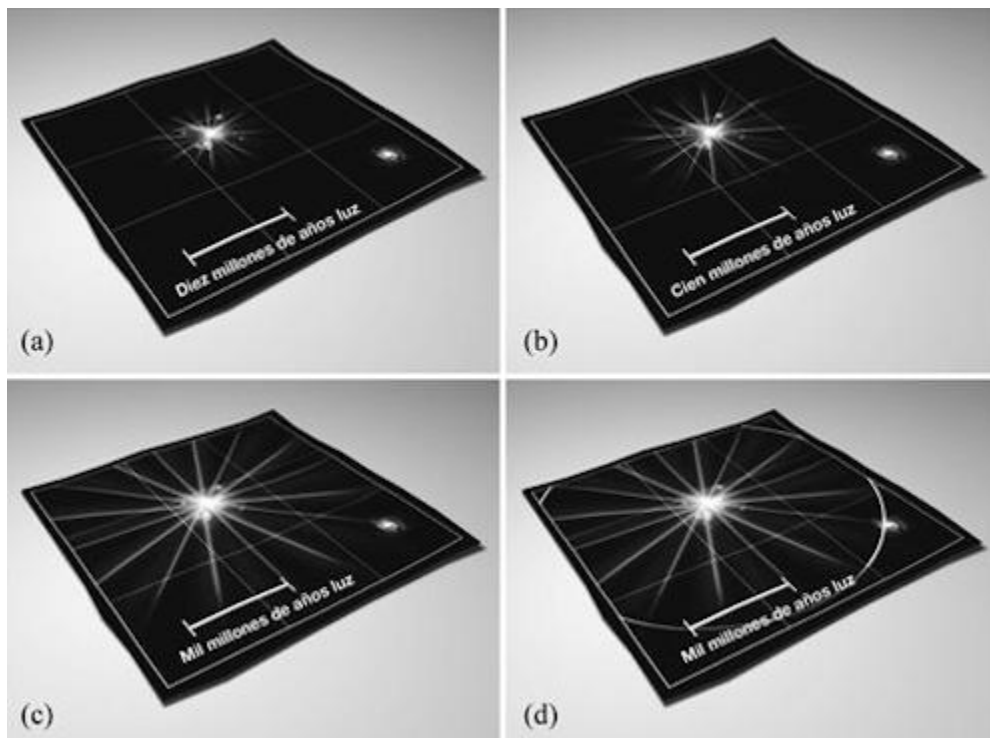 Diez millones de años luz
(a)
Cien millones de años luz
(b)
Mil millones de años luz
(c)
Mil millones de años luz
(d)